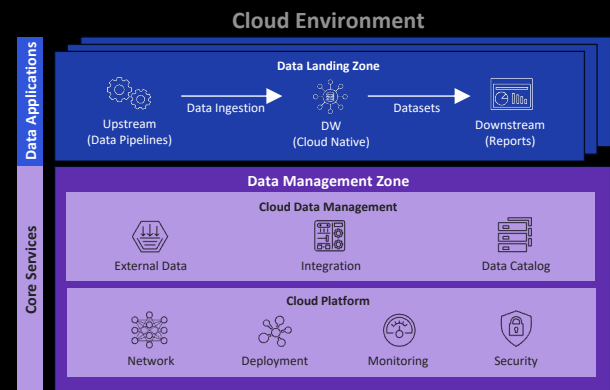 Cloud Environment
Data Applications
Data Landing Zone
Data Ingestion
Datasets
Upstream
(Data Pipelines)
DW
(Cloud Native)
Downstream
(Reports)
Core Services
Data Management Zone
Cloud Data Management
External Data
Integration
Data Catalog
Cloud Platform
Network
Deployment
Monitoring
Security